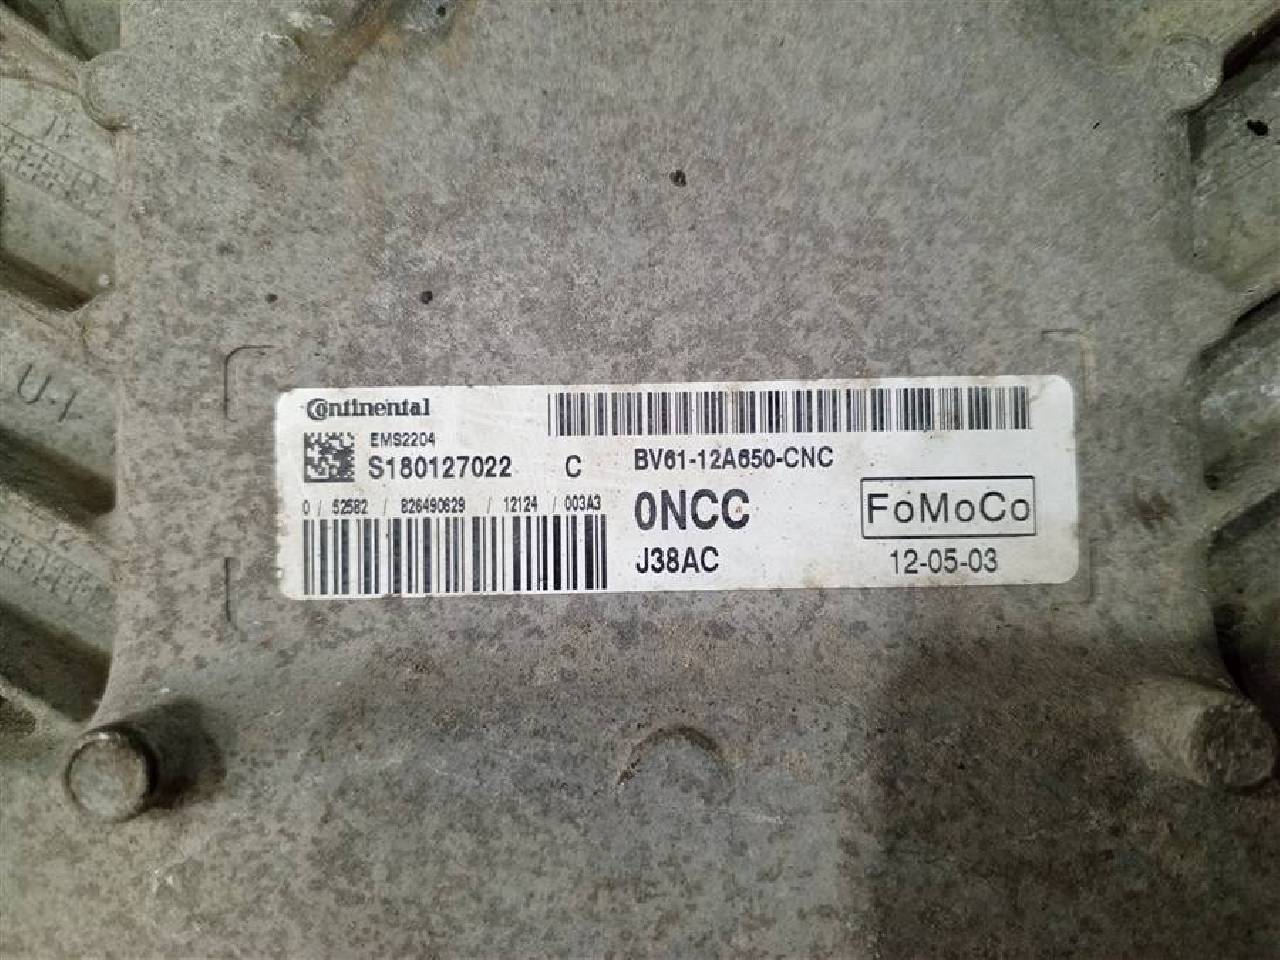 Continental
EMS2204
S180127022 C
0 / 52582 / 826490629 / 12124 / 003A3
BV61-12A650-CNC
0NCC
FoMoCo
J38AC
12-05-03
U-I